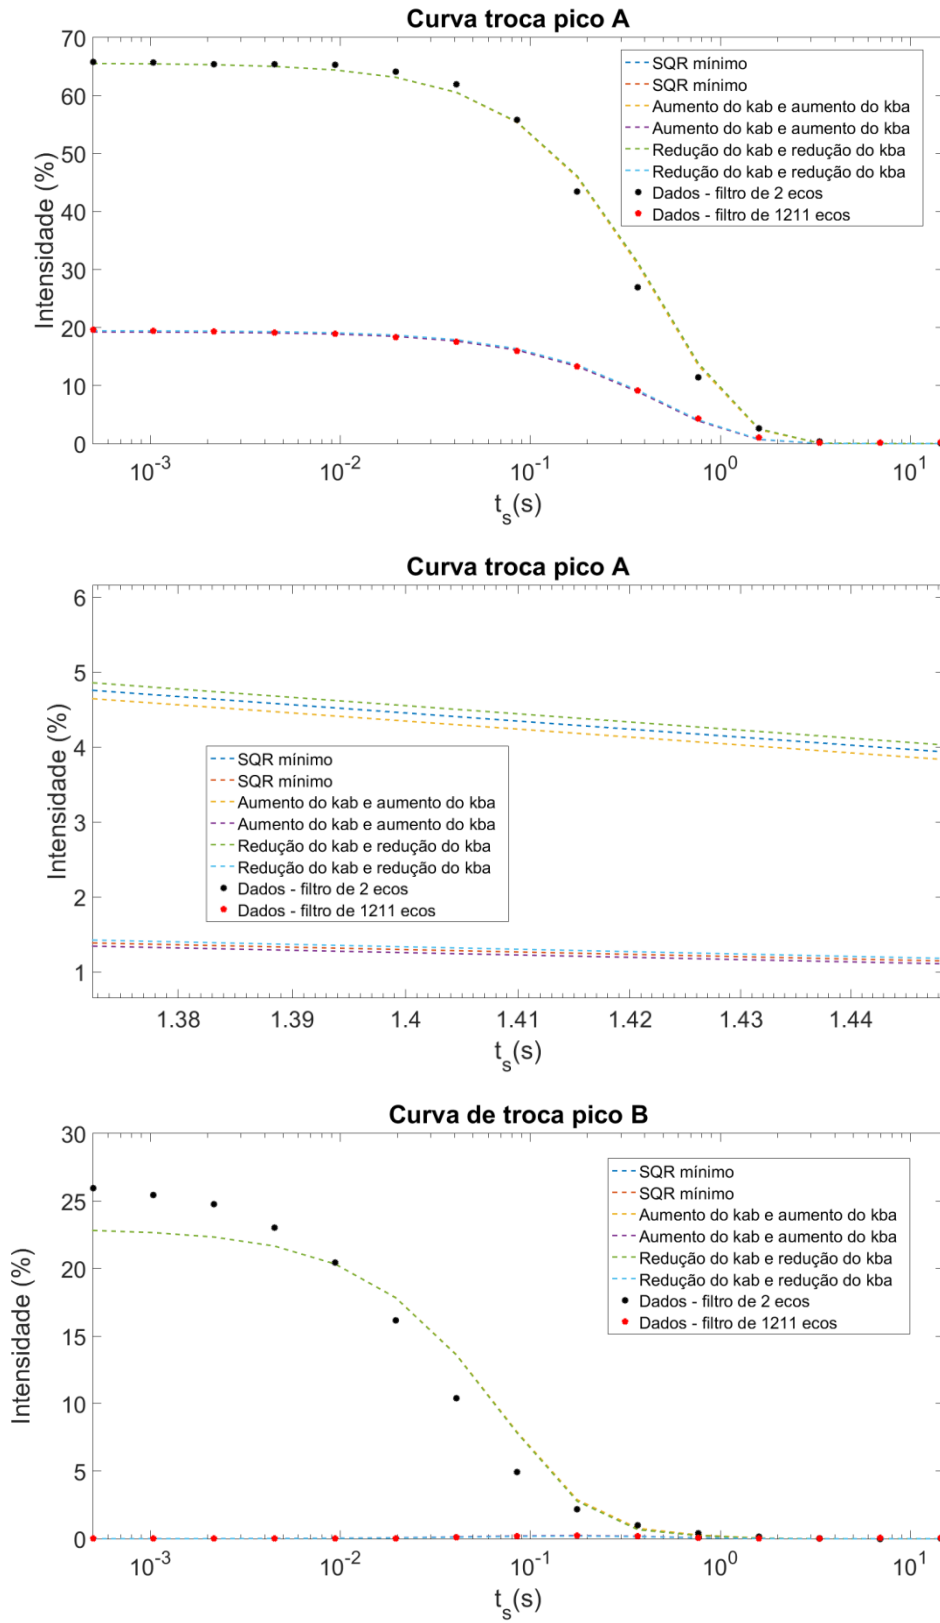 Curva troca pico A
70
60
50
40
30
20
10
0
Intensidade (%)
SQR mínimo
SQR mínimo
Aumento do kab e aumento do kba
Aumento do kab e aumento do kba
Redução do kab e redução do kba
Redução do kab e redução do kba
Dados - filtro de 2 ecos
Dados - filtro de 1211 ecos
10^-3 10^-2 10^-1 10^0 10^1
t_s(s)
Curva troca pico A
6
5
4
3
2
1
Intensidade (%)
SQR mínimo
SQR mínimo
Aumento do kab e aumento do kba
Aumento do kab e aumento do kba
Redução do kab e redução do kba
Redução do kab e redução do kba
Dados - filtro de 2 ecos
Dados - filtro de 1211 ecos
1.38 1.39 1.4 1.41 1.42 1.43 1.44
t_s(s)
Curva de troca pico B
30
25
20
15
10
5
0
Intensidade (%)
SQR mínimo
SQR mínimo
Aumento do kab e aumento do kba
Aumento do kab e aumento do kba
Redução do kab e redução do kba
Redução do kab e redução do kba
Dados - filtro de 2 ecos
Dados - filtro de 1211 ecos
10^-3 10^-2 10^-1 10^0 10^1
t_s(s)